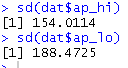 > sd(dat$ap_hi)
[1] 154.0114
> sd(dat$ap_lo)
[1] 188.4725
>